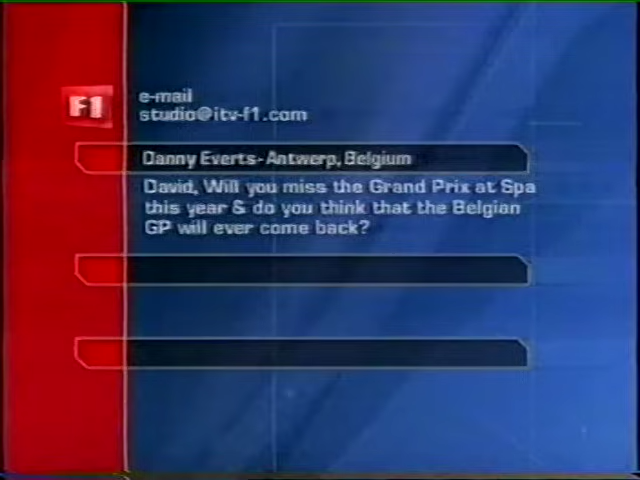 F1
e-mail
studio@itv-f1.com
Danny Everts- Antwerp, Belgium
David, Will you miss the Grand Prix at Spa
this year & do you think that the Belgian
GP will ever come back?